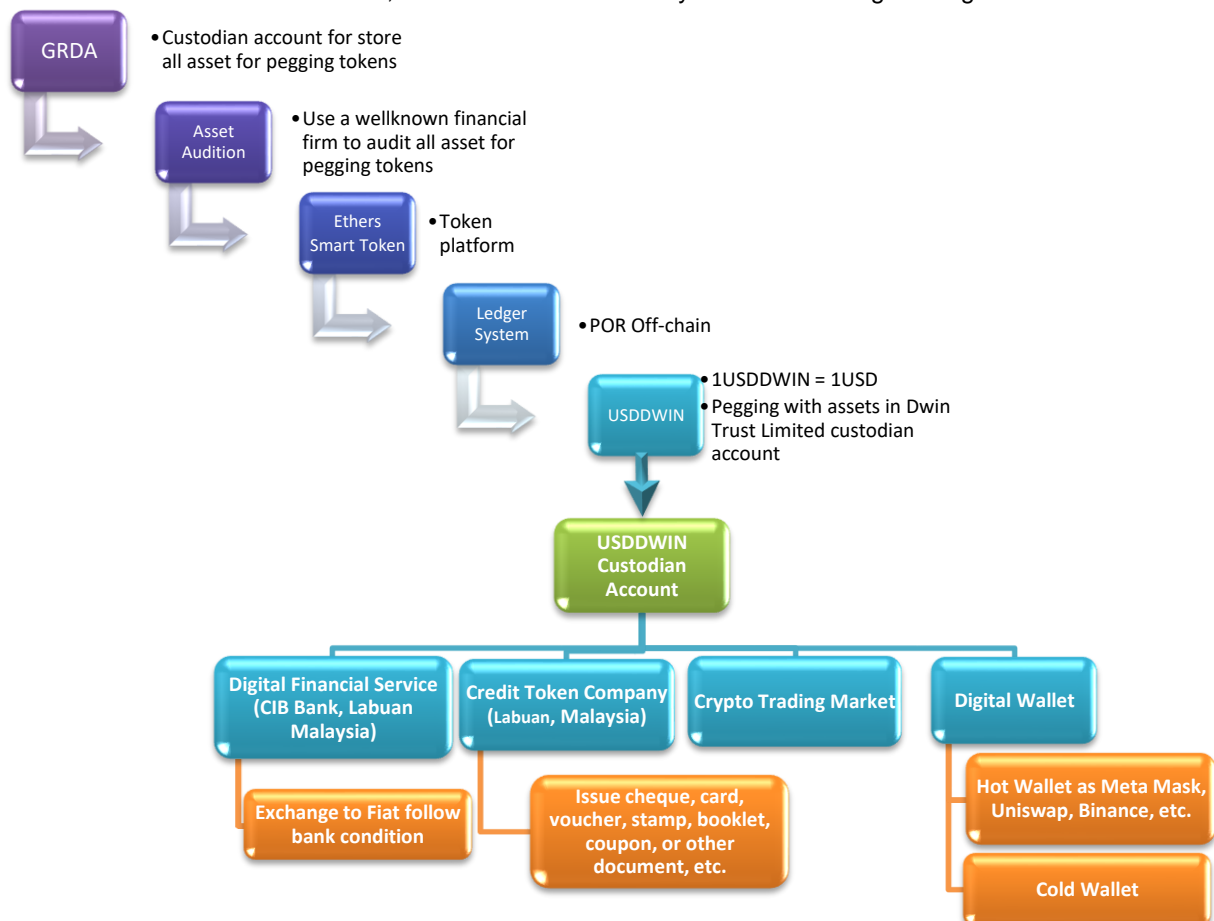 GRDA
•Custodian account for store
all asset for pegging tokens
Asset
Audition
•Use a wellknown financial
firm to audit all asset for
pegging tokens
Ethers
Smart Token
•Token
platform
Ledger
System
•POR Off-chain
USDDWIN
•1USDDWIN = 1USD
•Pegging with assets in Dwin
Trust Limited custodian
account
USDDWIN
Custodian
Account
Digital Financial Service
(CIB Bank, Labuan
Malaysia)
Credit Token Company
(Labuan, Malaysia)
Crypto Trading Market
Digital Wallet
Exchange to Fiat follow
bank condition
Issue cheque, card,
voucher, stamp, booklet,
coupon, or other
document, etc.
Hot Wallet as Meta Mask,
Uniswap, Binance, etc.
Cold Wallet